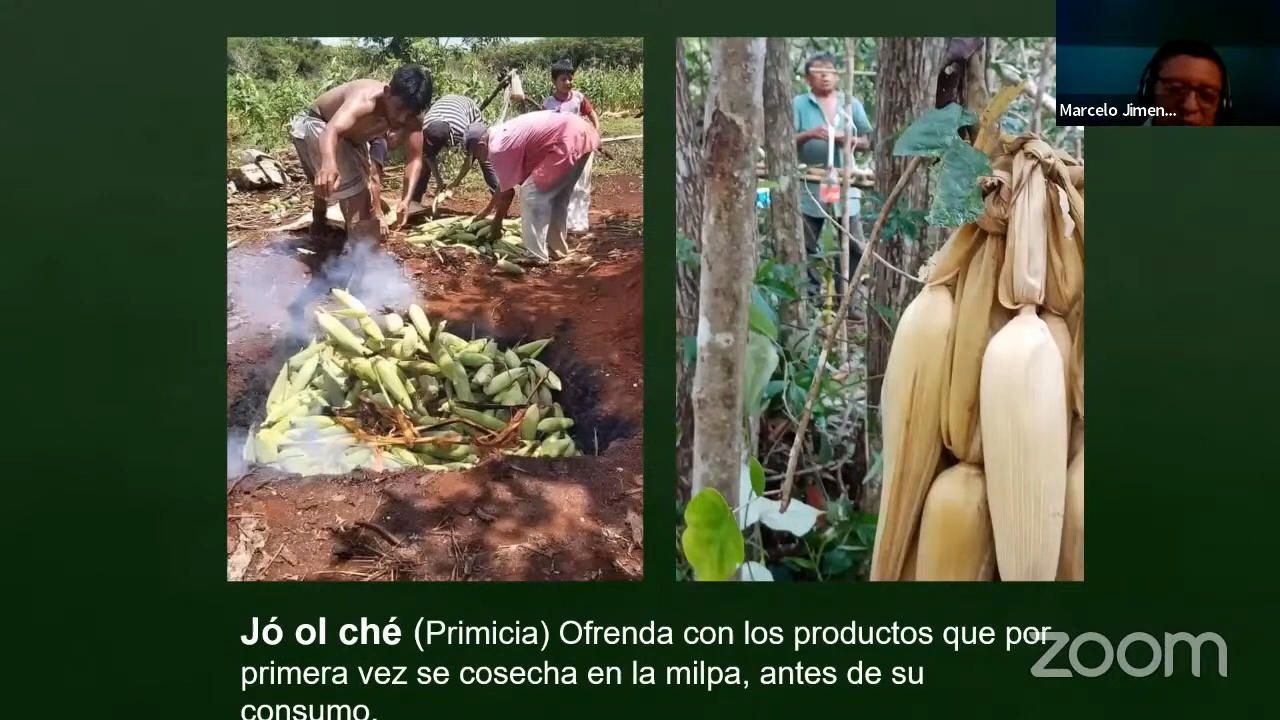 Marcelo Jimen...
Jó ol ché (Primicia) Ofrenda con los productos que por
primera vez se cosecha en la milpa, antes de su
consumo.
zoom